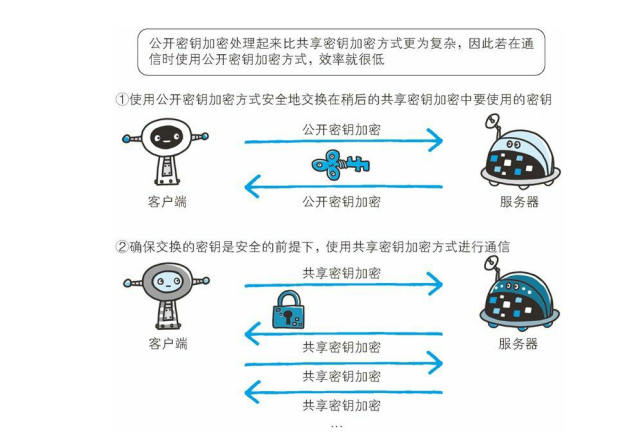 公开密钥加密处理起来比共享密钥加密方式更为复杂，因此若在通
信时使用公开密钥加密方式，效率就很低
①使用公开密钥加密方式安全地交换在稍后的共享密钥加密中要使用的密钥
公开密钥加密
公开密钥加密
客户端
服务器
②确保交换的密钥是安全的前提下，使用共享密钥加密方式进行通信
共享密钥加密
客户端
服务器
共享密钥加密
共享密钥加密
共享密钥加密
…